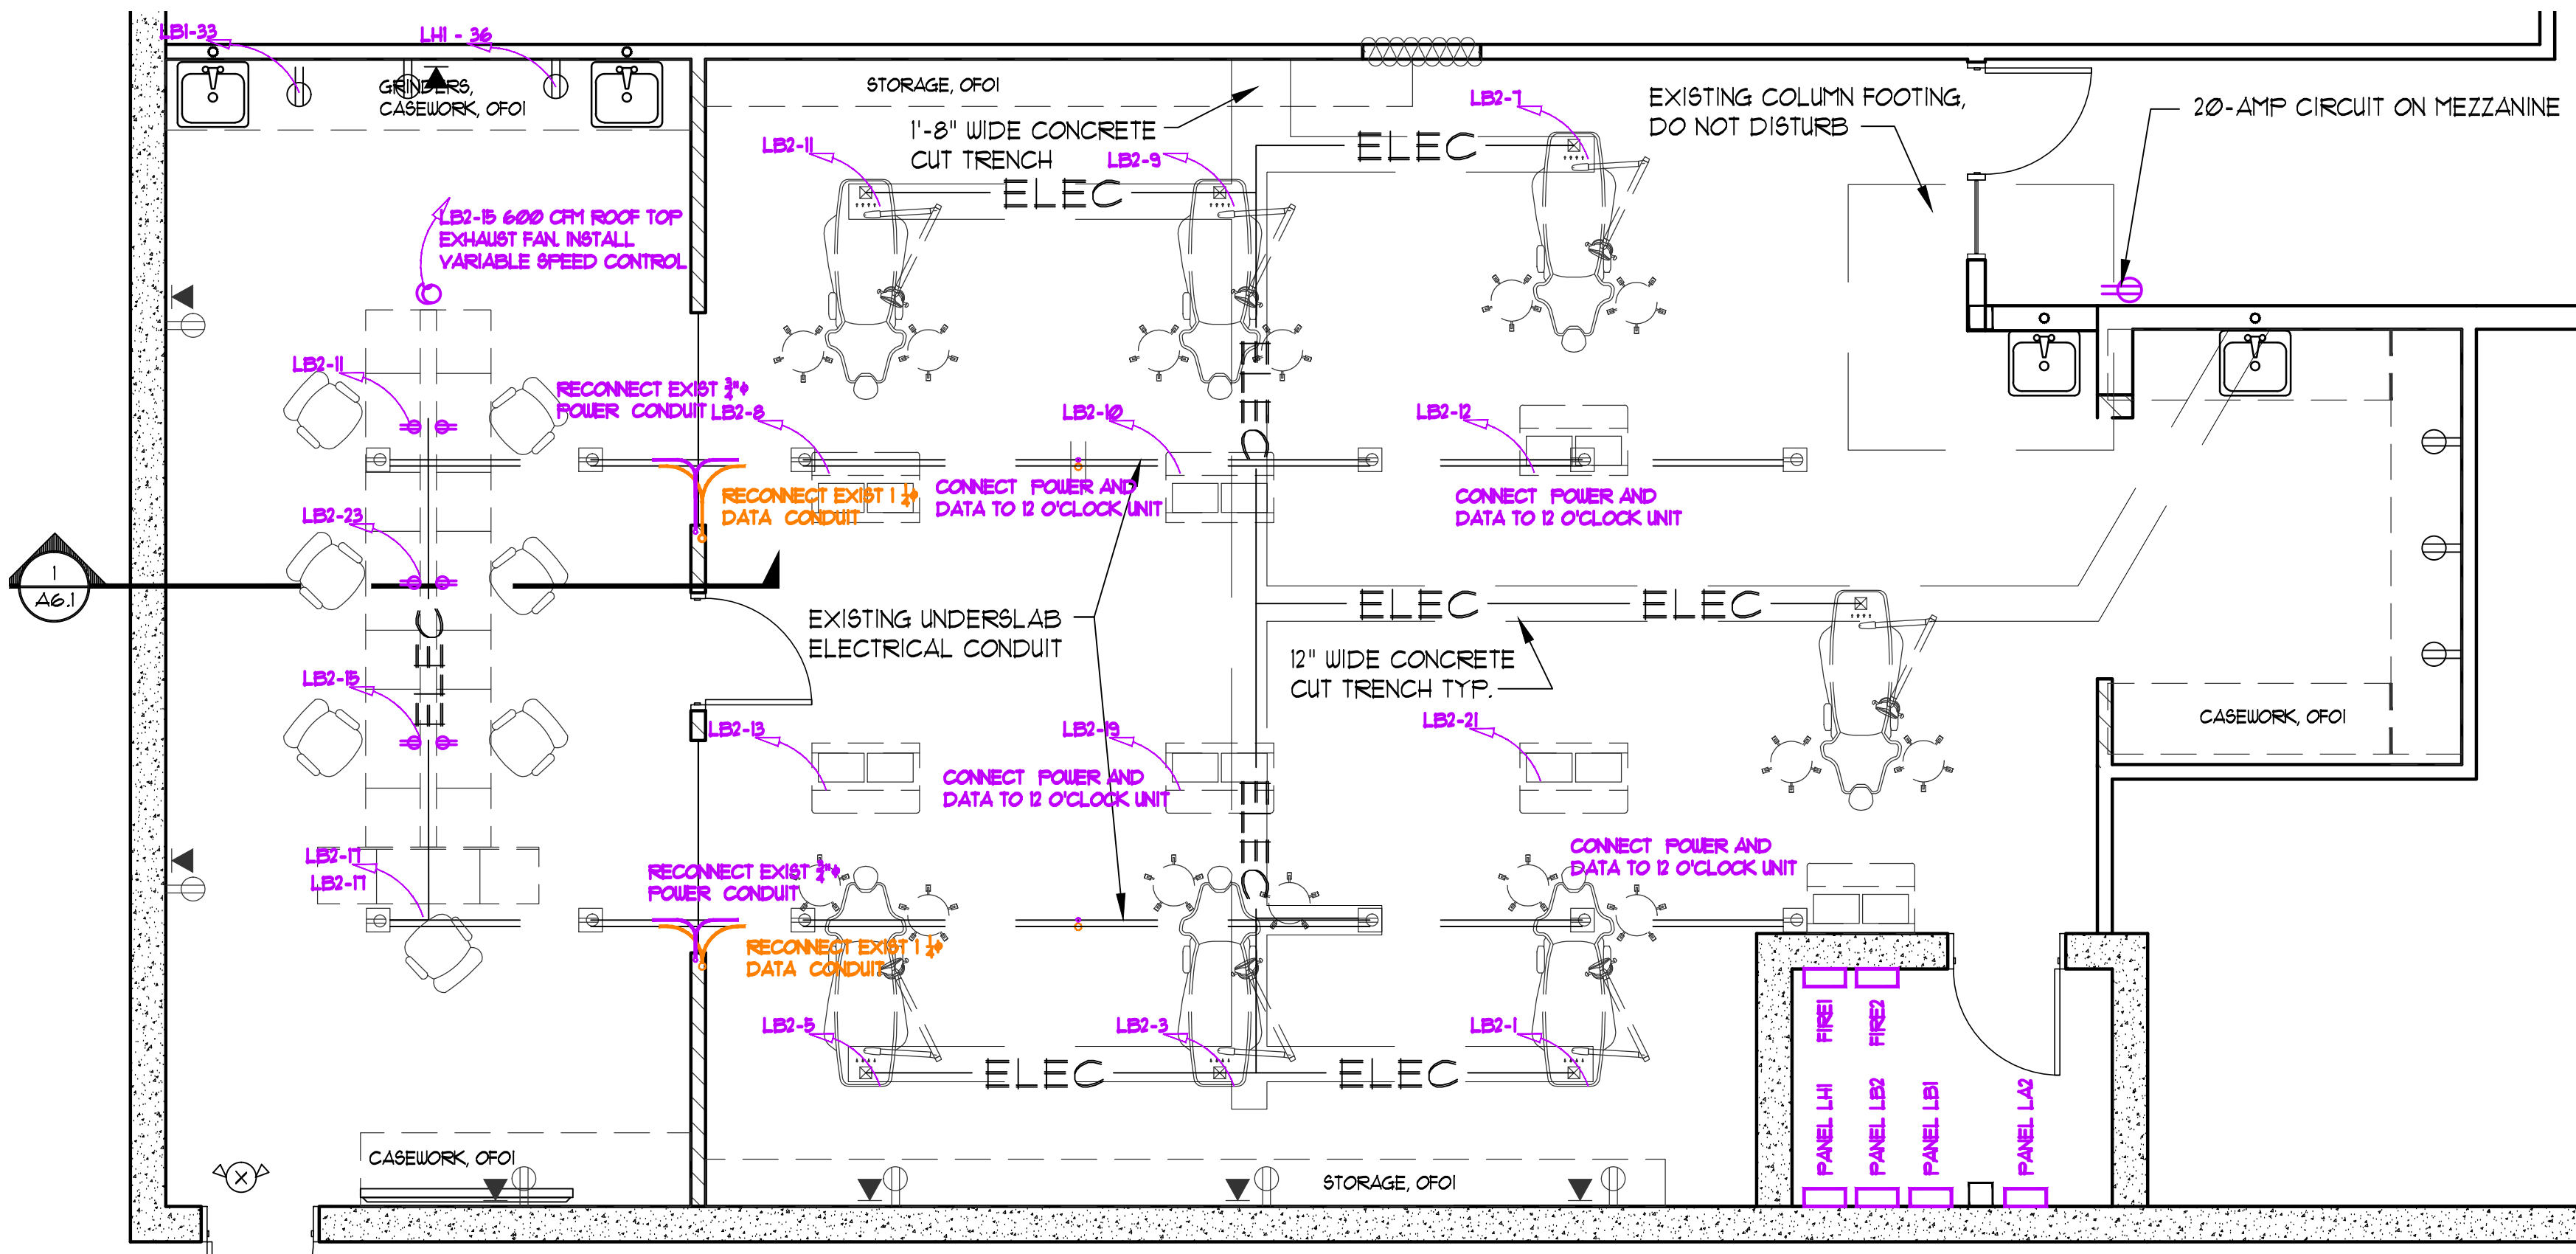 LB1-33
LH1 - 36
GRINDERS,
CASEWORK, OFOI
STORAGE, OFOI
1'-8" WIDE CONCRETE
CUT TRENCH
LB2-11
LB2-9
LB2-7
ELEC
ELEC
EXISTING COLUMN FOOTING,
DO NOT DISTURB
20-AMP CIRCUIT ON MEZZANINE
LB2-15 600 CFM ROOF TOP
EXHAUST FAN. INSTALL
VARIABLE SPEED CONTROL
LB2-11
RECONNECT EXIST 3/4"ϕ
POWER CONDUIT
LB2-8
LB2-10
LB2-12
ELEC
RECONNECT EXIST 1 1/4ϕ
DATA CONDUIT
CONNECT POWER AND
DATA TO 12 O'CLOCK UNIT
CONNECT POWER AND
DATA TO 12 O'CLOCK UNIT
LB2-23
1
A6.1
EXISTING UNDERSLAB
ELECTRICAL CONDUIT
ELEC
ELEC
12" WIDE CONCRETE
CUT TRENCH TYP.
ELEC
LB2-15
LB2-13
LB2-19
LB2-21
CASEWORK, OFOI
CONNECT POWER AND
DATA TO 12 O'CLOCK UNIT
ELEC
CONNECT POWER AND
DATA TO 12 O'CLOCK UNIT
LB2-17
LB2-17
RECONNECT EXIST 3/4"ϕ
POWER CONDUIT
RECONNECT EXIST 1 1/4ϕ
DATA CONDUIT
LB2-5
LB2-3
LB2-1
ELEC
ELEC
FIRE1
FIRE2
PANEL LH1
PANEL LB2
PANEL LB1
PANEL LA2
CASEWORK, OFOI
X
STORAGE, OFOI